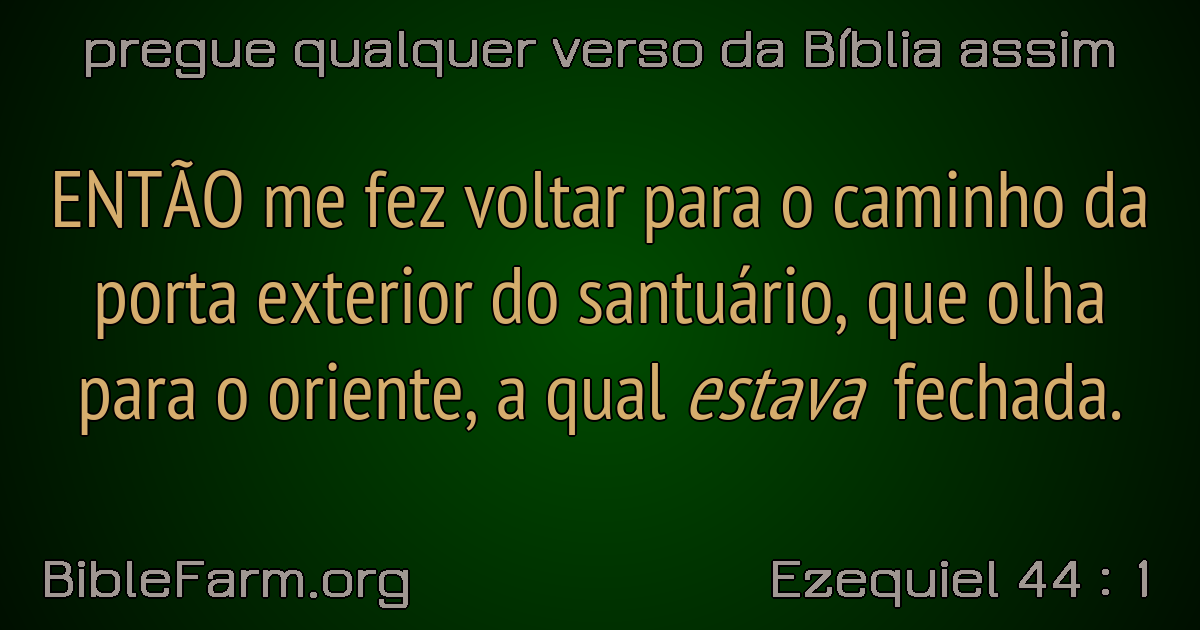 pregue qualquer verso da Bíblia assim
ENTÃO me fez voltar para o caminho da
porta exterior do santuário, que olha
para o oriente, a qual estava fechada.
BibleFarm.org
Ezequiel 44 : 1